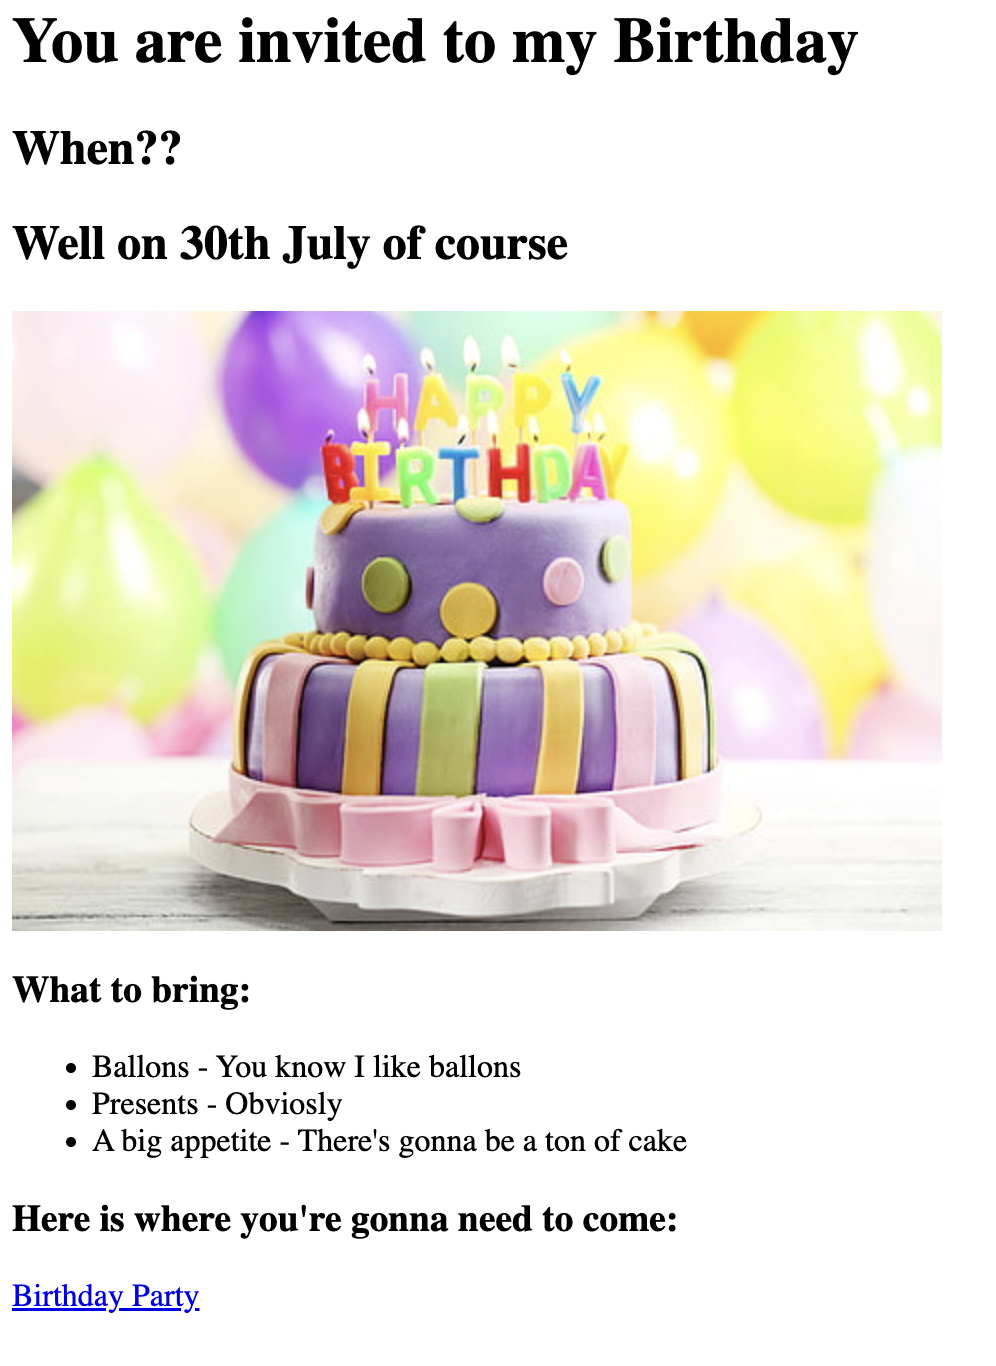 You are invited to my Birthday
When??
Well on 30th July of course
HAPPY
BIRTHDAY
What to bring:
Ballons - You know I like ballons
Presents - Obviosly
A big appetite - There's gonna be a ton of cake
Here is where you're gonna need to come:
Birthday Party